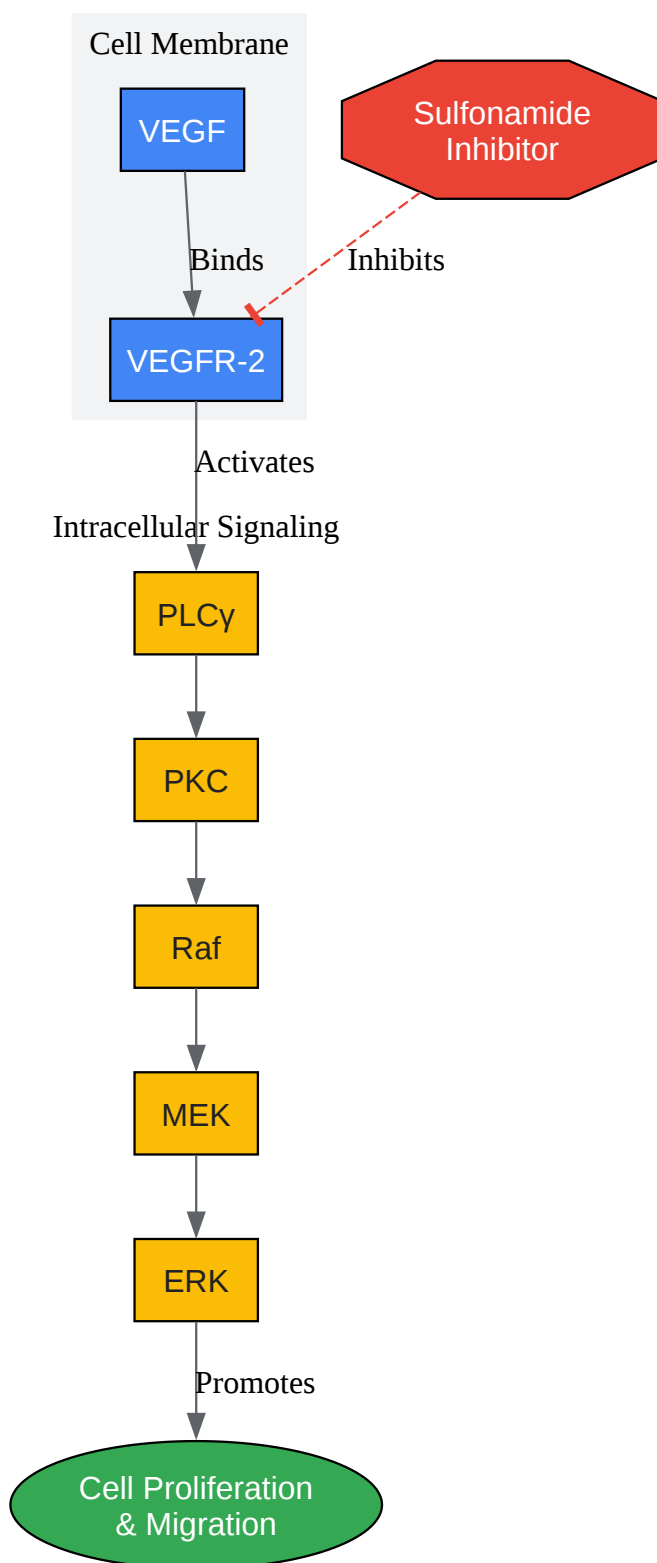 Cell Membrane
VEGF
Sulfonamide
Inhibitor
Binds
Inhibits
VEGFR-2
Activates
Intracellular Signaling
PLCγ
PKC
Raf
MEK
ERK
Promotes
Cell Proliferation
& Migration